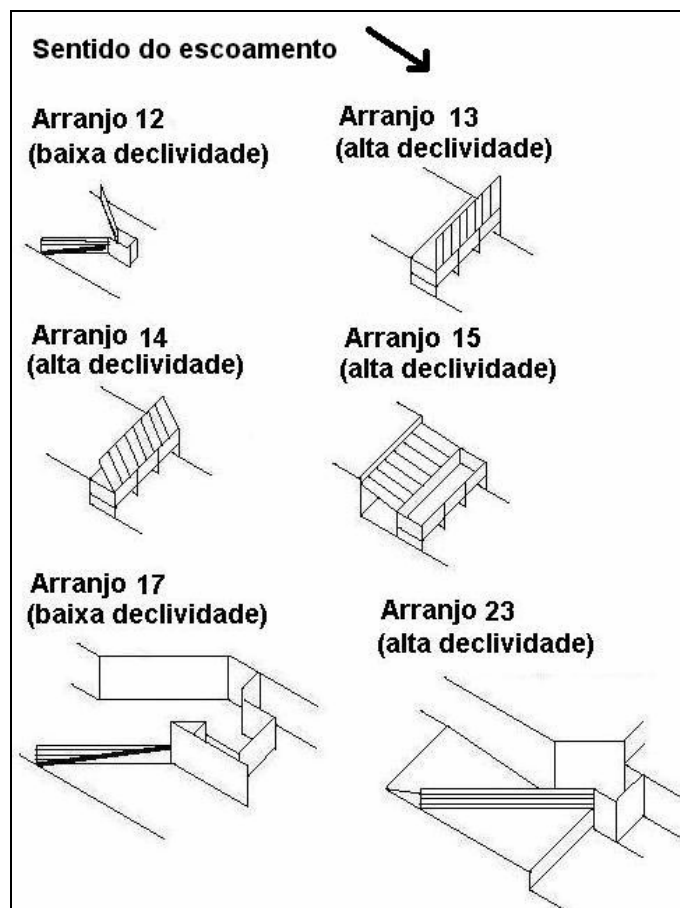 Sentido do escoamento
Arranjo 12
(baixa declividade)
Arranjo 13
(alta declividade)
Arranjo 14
(alta declividade)
Arranjo 15
(alta declividade)
Arranjo 17
(baixa declividade)
Arranjo 23
(alta declividade)